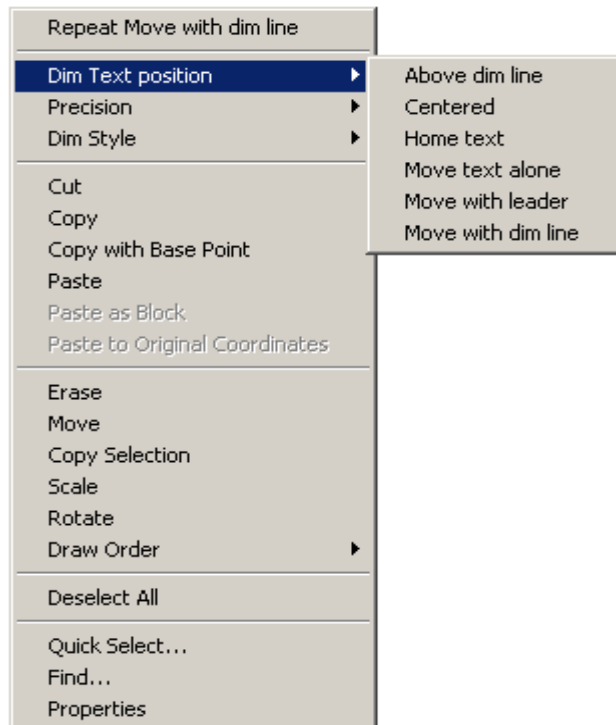 Repeat Move with dim line
Dim Text position
Precision
Dim Style
Cut
Copy
Copy with Base Point
Paste
Paste as Block
Paste to Original Coordinates
Erase
Move
Copy Selection
Scale
Rotate
Draw Order
Deselect All
Quick Select...
Find...
Properties
Above dim line
Centered
Home text
Move text alone
Move with leader
Move with dim line